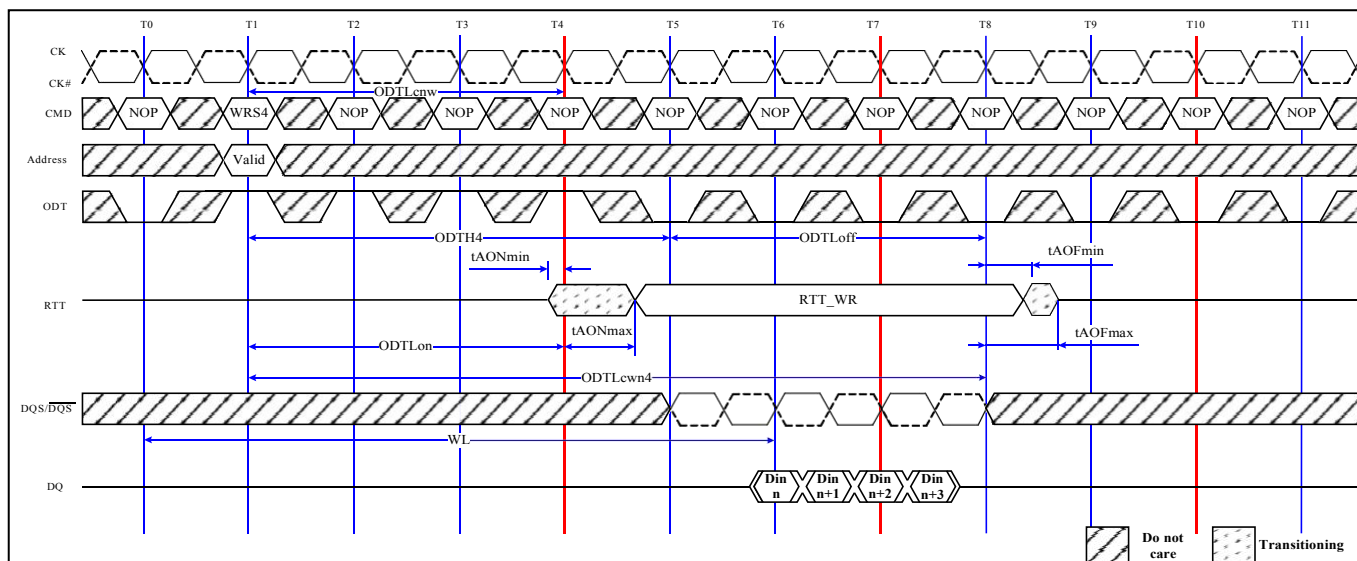 T0 T1 T2 T3 T4 T5 T6 T7 T8 T9 T10 T11
CK
CK#
ODTLcnw
CMD NOP WRS4 NOP NOP NOP NOP NOP NOP NOP NOP NOP NOP
Address Valid
ODT
ODTH4 ODTLoff
tAONmin tAOFmin
RTT RTT_WR
tAONmax tAOFmax
ODTLon
ODTLcwn4
DQS/DQS
WL
DQ Din n Din n+1 Din n+2 Din n+3
Do not care Transitioning